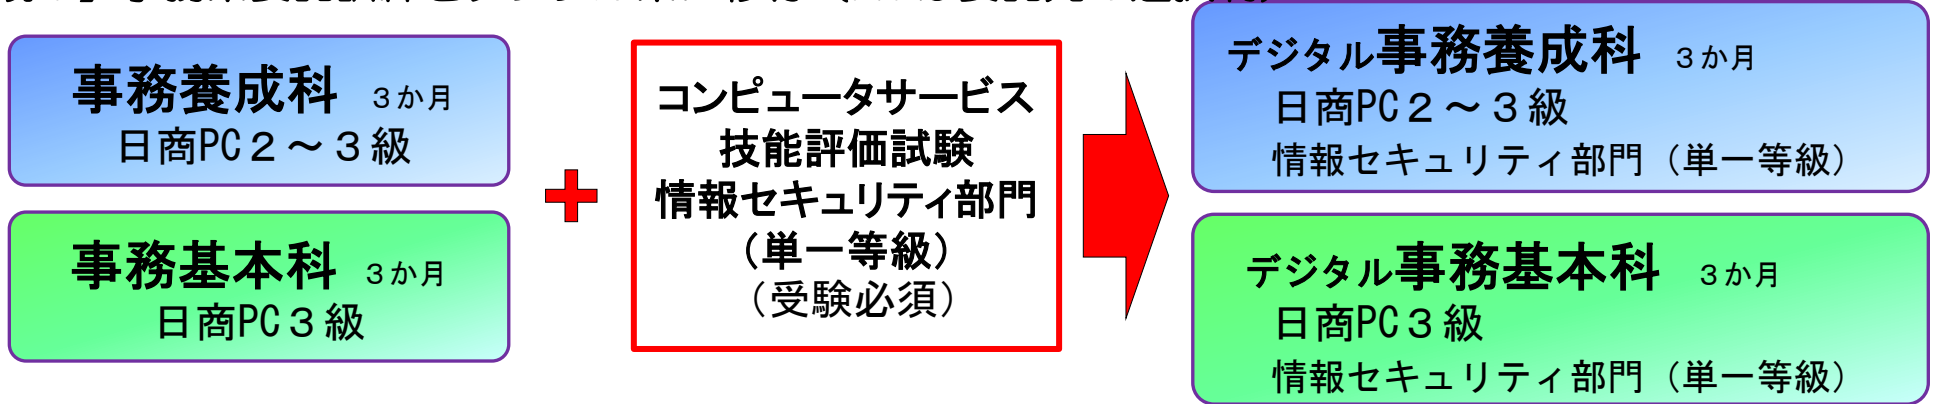 事務養成科 ３か月
日商PC２～３級
事務基本科 ３か月
日商PC３級
コンピュータサービス
技能評価試験
情報セキュリティ部門
（単一等級）
（受験必須）
デジタル事務養成科 ３か月
日商PC２～３級
情報セキュリティ部門（単一等級）
デジタル事務基本科 ３か月
日商PC３級
情報セキュリティ部門（単一等級）